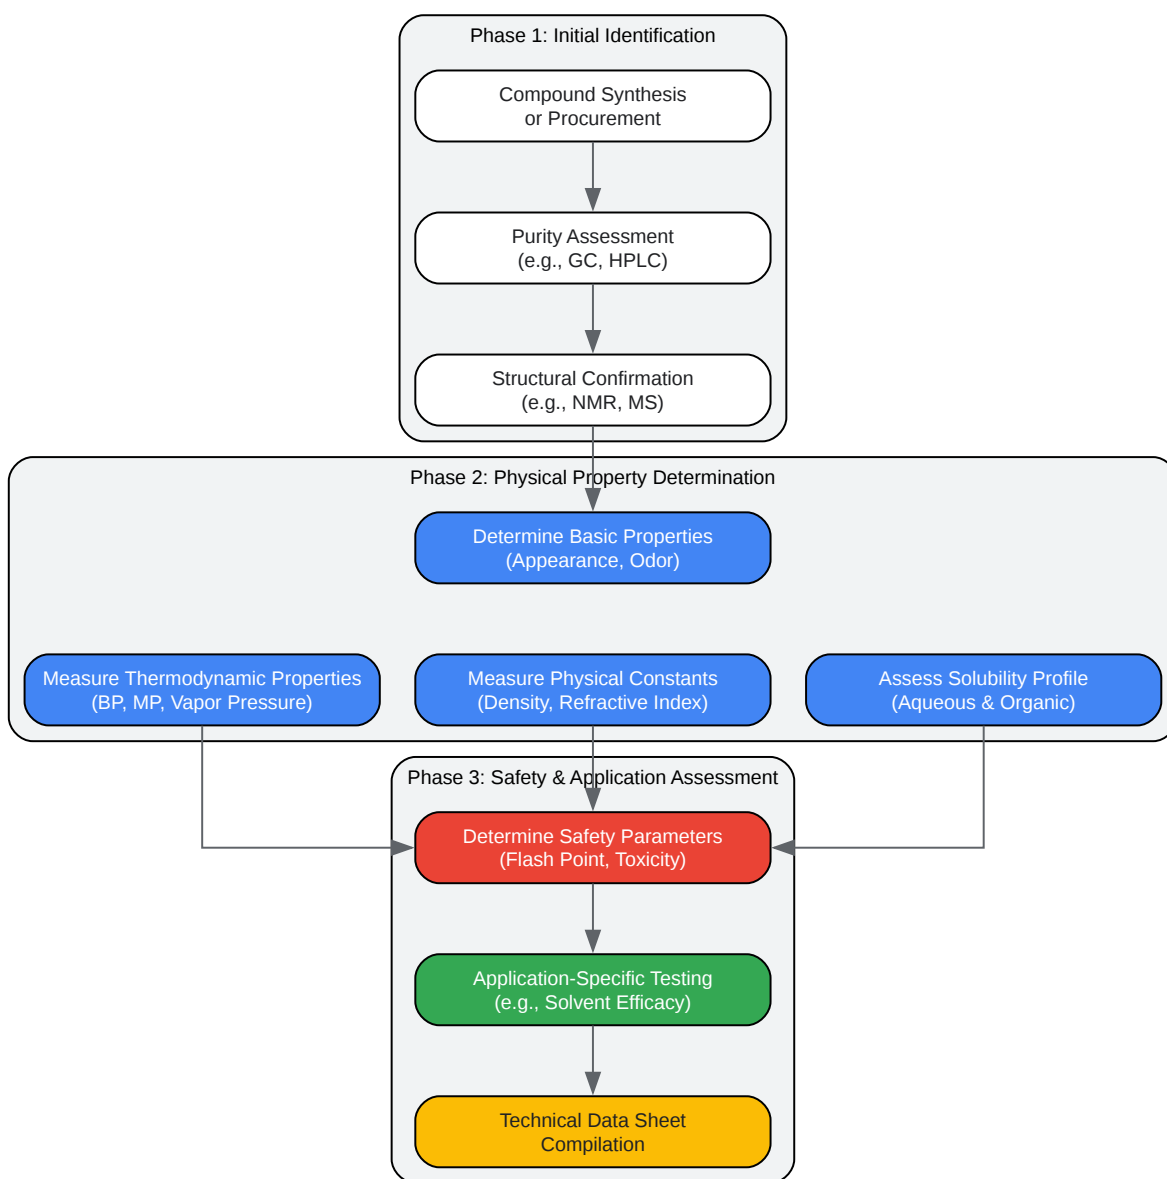 Phase 1: Initial Identification
Compound Synthesis
or Procurement
Purity Assessment
(e.g., GC, HPLC)
Structural Confirmation
(e.g., NMR, MS)
Phase 2: Physical Property Determination
Determine Basic Properties
(Appearance, Odor)
Measure Thermodynamic Properties
(BP, MP, Vapor Pressure)
Measure Physical Constants
(Density, Refractive Index)
Assess Solubility Profile
(Aqueous & Organic)
Phase 3: Safety & Application Assessment
Determine Safety Parameters
(Flash Point, Toxicity)
Application-Specific Testing
(e.g., Solvent Efficacy)
Technical Data Sheet
Compilation